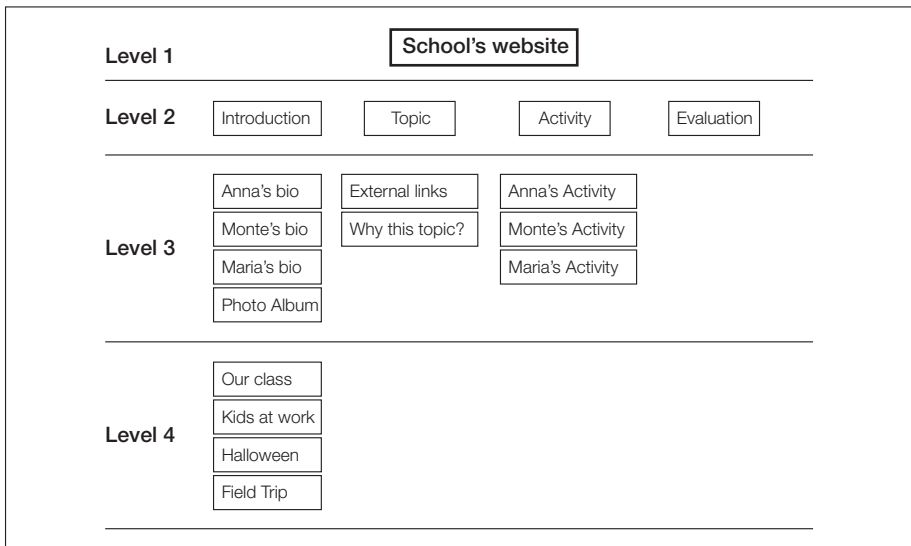 Level 1
School's website
Level 2
Introduction
Topic
Activity
Evaluation
Level 3
Anna's bio
Monte's bio
Maria's bio
Photo Album
External links
Why this topic?
Anna's Activity
Monte's Activity
Maria's Activity
Level 4
Our class
Kids at work
Halloween
Field Trip